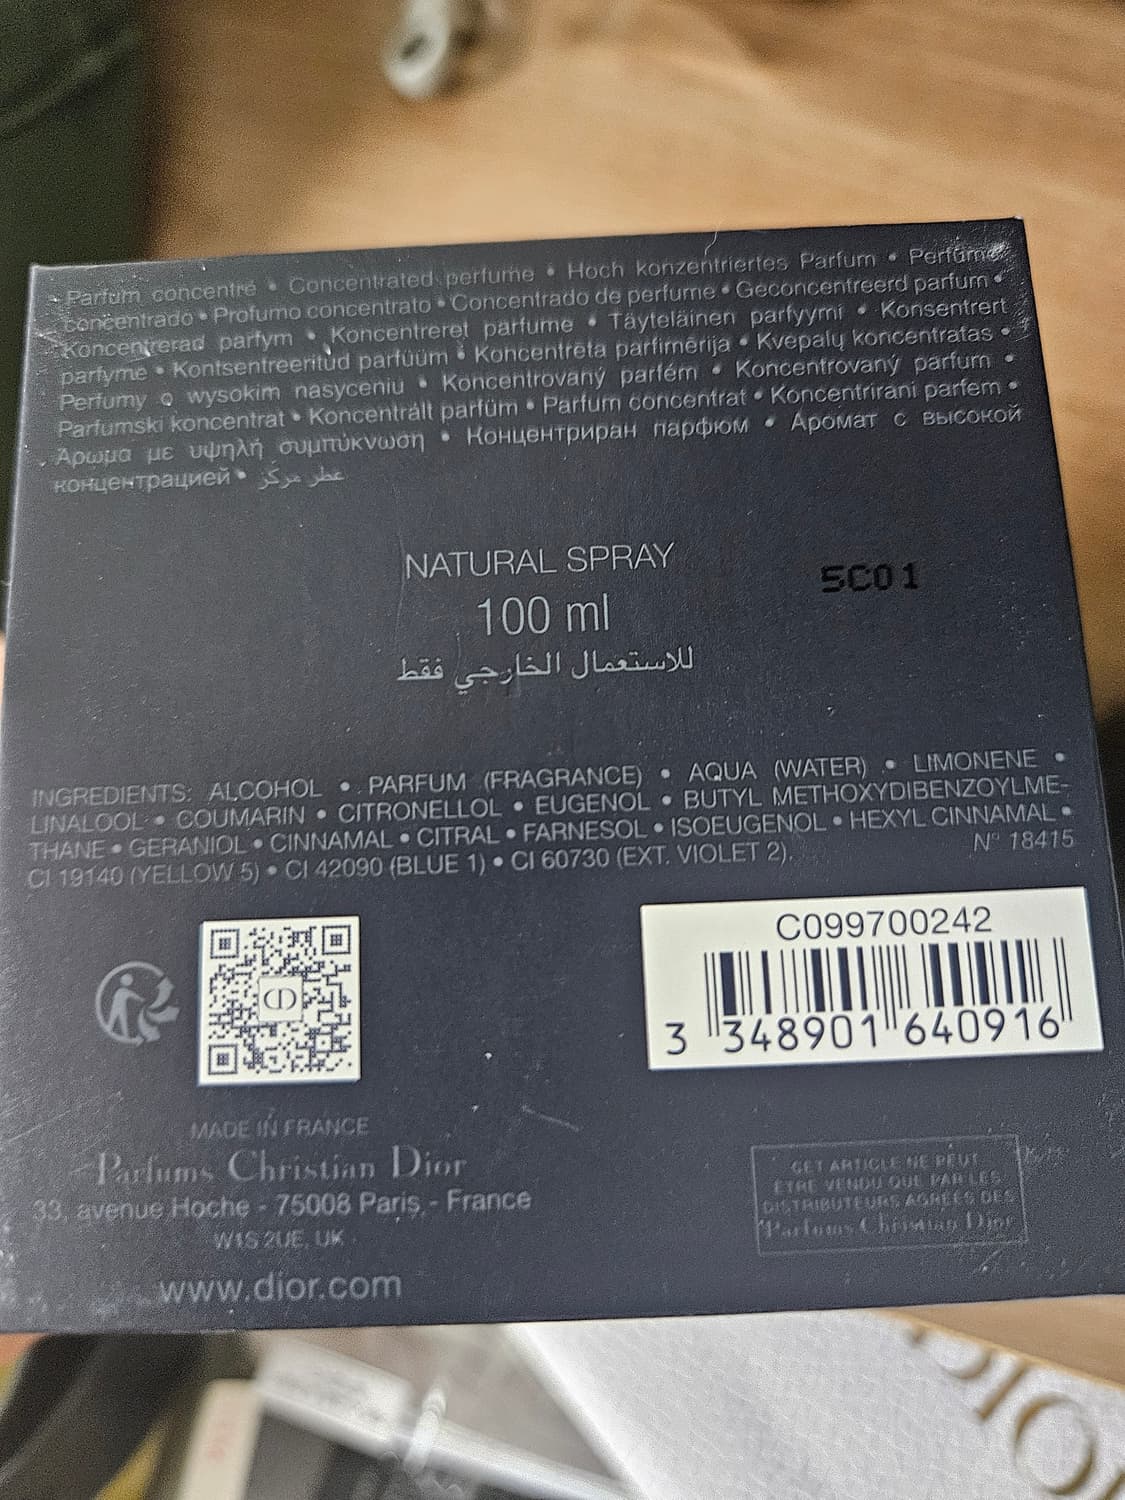 Parfum concentré • Concentrated perfume • Hoch konzentriertes Parfum • Perfume
concentrado • Profumo concentrato • Concentrado de perfume • Geconcentreerd parfum •
Koncentrerad parfym • Koncentreret parfume • Täyteläinen parfyymi • Konsentrert
parfyme • Kontsentreeritud parfüüm • Koncentrēta parfimērija • Kvepalų koncentratas •
Perfumy o wysokim nasyceniu • Koncentrovaný parfém • Koncentrovaný parfum •
Parfumski koncentrat • Koncentrált parfüm • Parfum concentrat • Koncentrirani parfem •
Άρωμα με υψηλή συμπύκνωση • Концентриран парфюм • Аромат с высокой
концентрацией • عطر مركّز
NATURAL SPRAY
5C01
100 ml
للاستعمال الخارجي فقط
INGREDIENTS: ALCOHOL • PARFUM (FRAGRANCE) • AQUA (WATER) • LIMONENE •
LINALOOL • COUMARIN • CITRONELLOL • EUGENOL • BUTYL METHOXYDIBENZOYLME-
THANE • GERANIOL • CINNAMAL • CITRAL • FARNESOL • ISOEUGENOL • HEXYL CINNAMAL •
CI 19140 (YELLOW 5) • CI 42090 (BLUE 1) • CI 60730 (EXT. VIOLET 2).
N° 18415
CD
C099700242
3 348901 640916
MADE IN FRANCE
Parfums Christian Dior
33, avenue Hoche - 75008 Paris - France
W1S 2UE, UK
www.dior.com
CET ARTICLE NE PEUT
ÊTRE VENDU QUE PAR LES
DISTRIBUTEURS AGRÉÉS DES
Parfums Christian Dior
DIOR